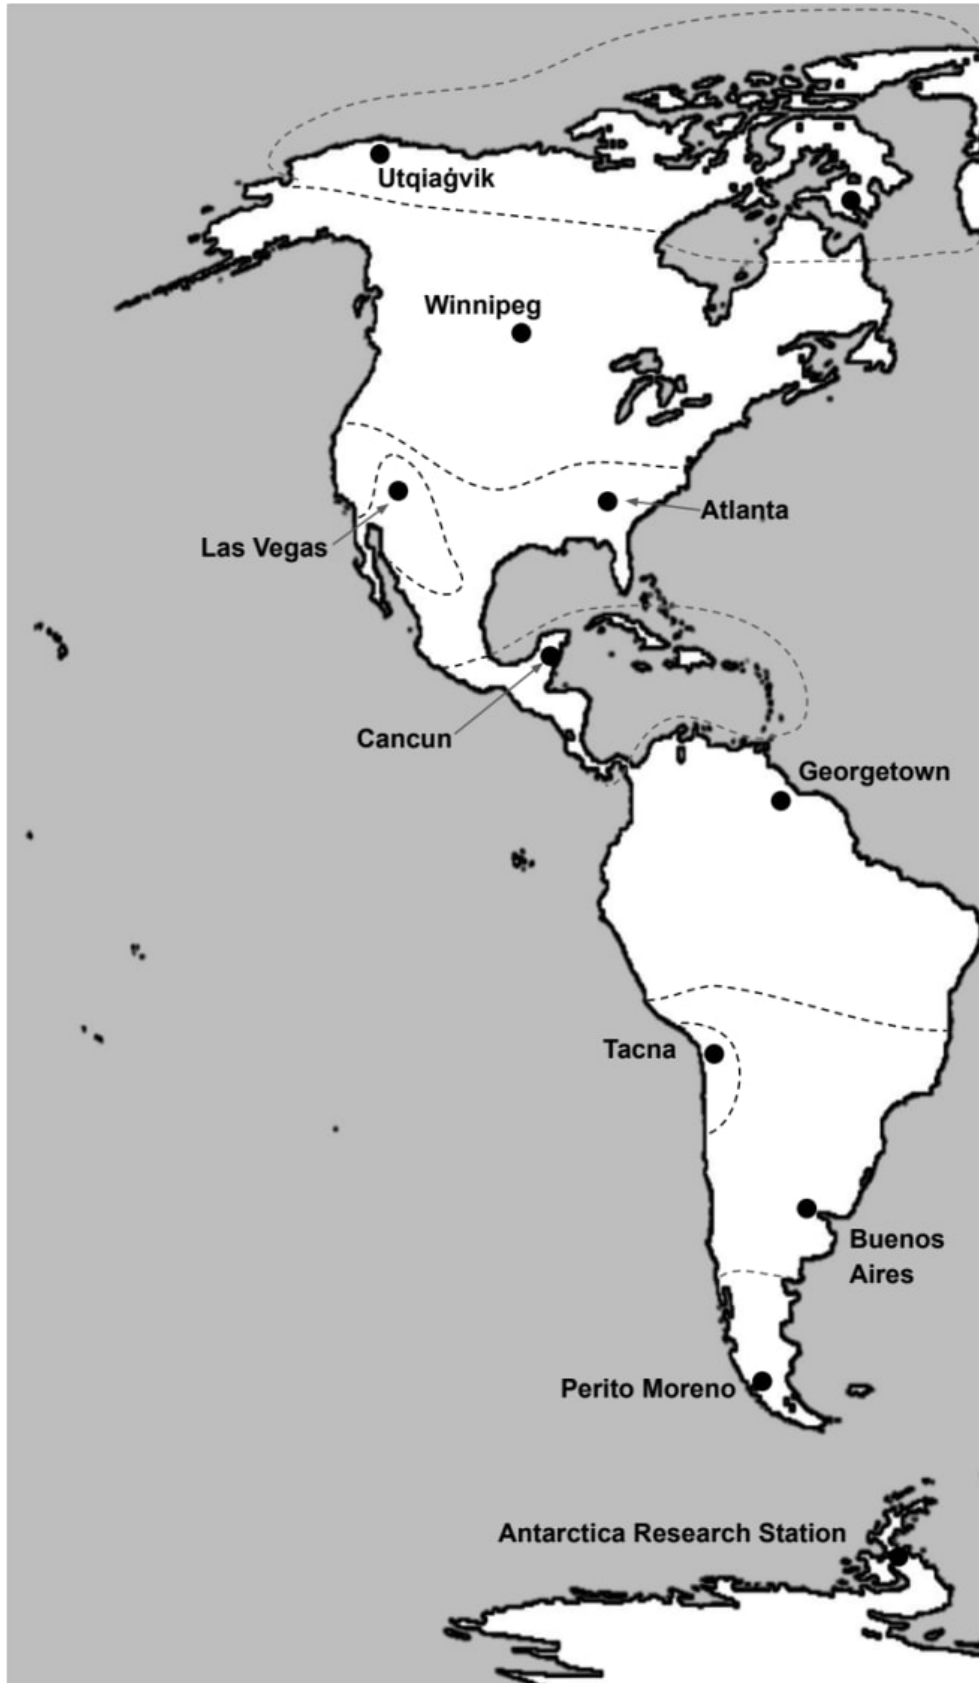 Utqiaġvik
Winnipeg
Atlanta
Las Vegas
Cancun
Georgetown
Tacna
Buenos
Aires
Perito Moreno
Antarctica Research Station